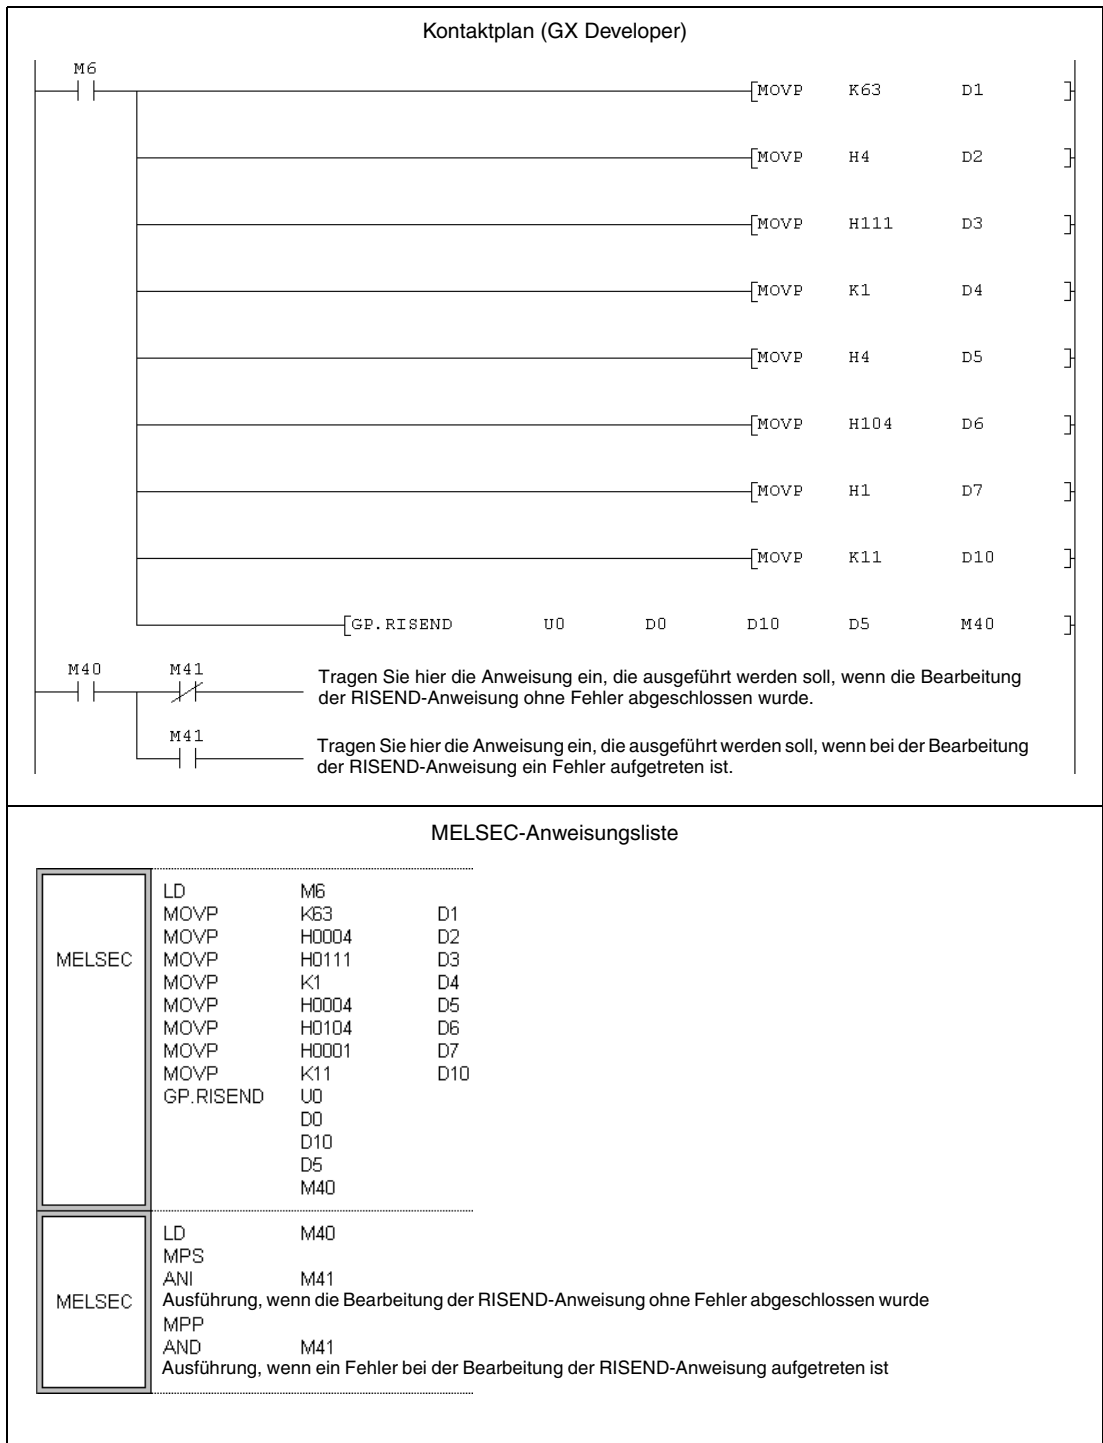 Kontaktplan (GX Developer)
M6
[MOVP K63 D1 ]
[MOVP H4 D2 ]
[MOVP H111 D3 ]
[MOVP K1 D4 ]
[MOVP H4 D5 ]
[MOVP H104 D6 ]
[MOVP H1 D7 ]
[MOVP K11 D10 ]
[GP.RISEND U0 D0 D10 D5 M40 ]
M40 M41
Tragen Sie hier die Anweisung ein, die ausgeführt werden soll, wenn die Bearbeitung
der RISEND-Anweisung ohne Fehler abgeschlossen wurde.
M41
Tragen Sie hier die Anweisung ein, die ausgeführt werden soll, wenn bei der Bearbeitung
der RISEND-Anweisung ein Fehler aufgetreten ist.
MELSEC-Anweisungsliste
LD M6
MOVP K63 D1
MOVP H0004 D2
MELSEC MOVP H0111 D3
MOVP K1 D4
MOVP H0004 D5
MOVP H0104 D6
MOVP H0001 D7
MOVP K11 D10
GP.RISEND U0
D0
D10
D5
M40
LD M40
MPS
ANI M41
MELSEC Ausführung, wenn die Bearbeitung der RISEND-Anweisung ohne Fehler abgeschlossen wurde
MPP
AND M41
Ausführung, wenn ein Fehler bei der Bearbeitung der RISEND-Anweisung aufgetreten ist